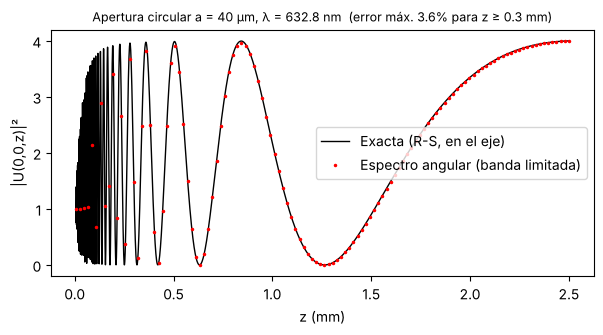 Apertura circular a = 40 μm, λ = 632.8 nm  (error máx. 3.6% para z ≥ 0.3 mm)
|U(0,0,z)|²
4
3
2
1
0
Exacta (R-S, en el eje)
Espectro angular (banda limitada)
0.0 0.5 1.0 1.5 2.0 2.5
z (mm)